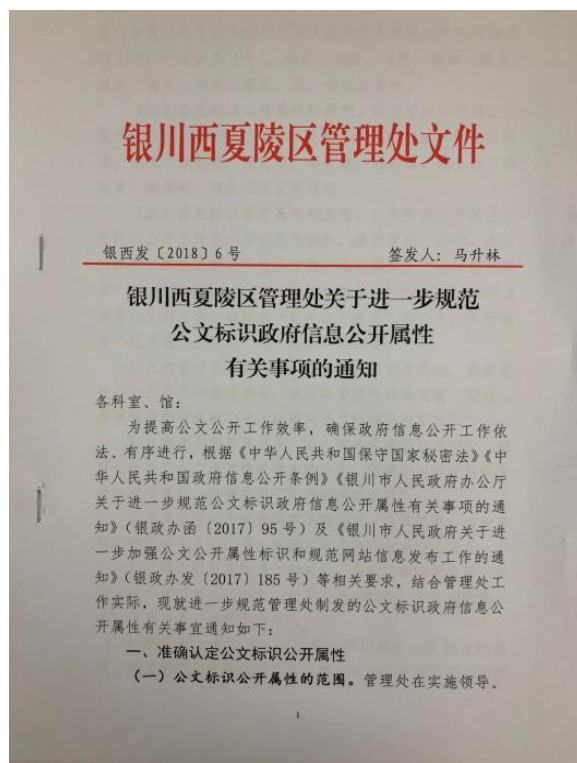 银川西夏陵区管理处文件
银西发〔2018〕6号 签发人：马升林
银川西夏陵区管理处关于进一步规范
公文标识政府信息公开属性
有关事项的通知
各科室、馆：
为提高公文公开工作效率，确保政府信息公开工作依
法、有序进行，根据《中华人民共和国保守国家秘密法》《中
华人民共和国政府信息公开条例》《银川市人民政府办公厅
关于进一步规范公文标识政府信息公开属性有关事项的通
知》（银政办函〔2017〕95号）及《银川市人民政府关于进
一步加强公文公开属性标识和规范网站信息发布工作的通
知》（银政办发〔2017〕185号）等相关要求，结合管理处工
作实际，现就进一步规范管理处制发的公文标识政府信息公
开属性有关事宜通知如下：
一、准确认定公文标识公开属性
（一）公文标识公开属性的范围。管理处在实施领导、
1